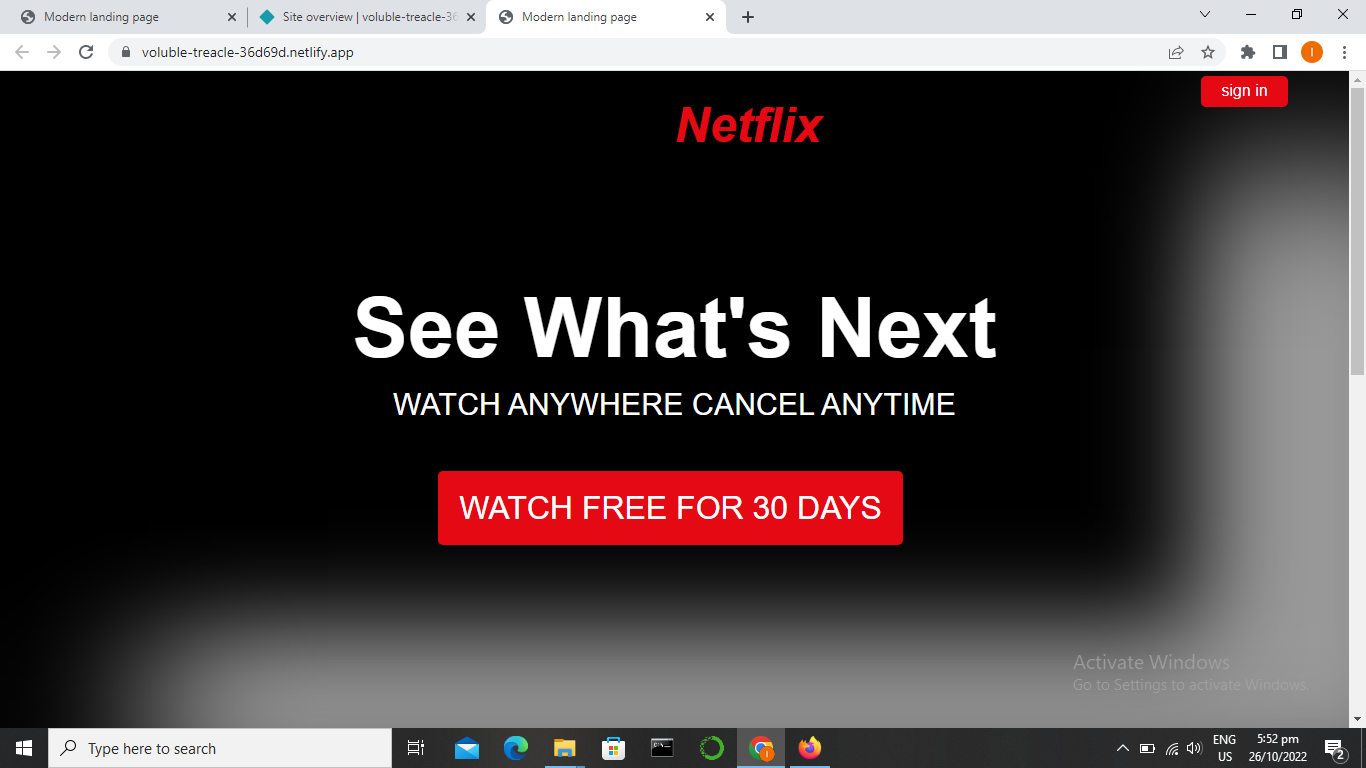 Modern landing page
Site overview | voluble-treacle-36
Modern landing page
voluble-treacle-36d69d.netlify.app
I
sign in
Netflix
See What's Next
WATCH ANYWHERE CANCEL ANYTIME
WATCH FREE FOR 30 DAYS
Activate Windows
Go to Settings to activate Windows.
Type here to search
I
ENG
US
5:52 pm
26/10/2022
2